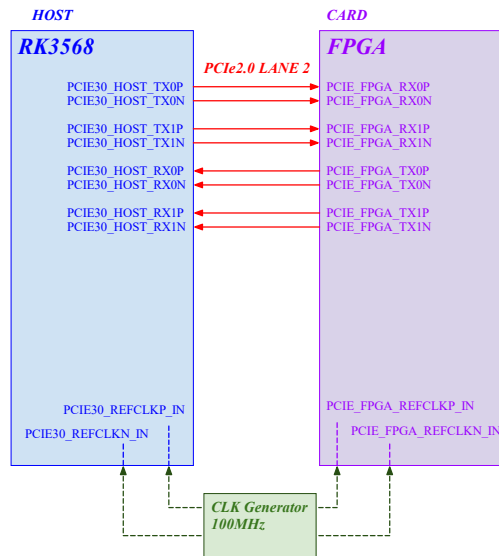 HOST
CARD
RK3568
FPGA
PCIe2.0 LANE 2
PCIE30_HOST_TX0P
PCIE30_HOST_TX0N
PCIE30_HOST_TX1P
PCIE30_HOST_TX1N
PCIE30_HOST_RX0P
PCIE30_HOST_RX0N
PCIE30_HOST_RX1P
PCIE30_HOST_RX1N
PCIE_FPGA_RX0P
PCIE_FPGA_RX0N
PCIE_FPGA_RX1P
PCIE_FPGA_RX1N
PCIE_FPGA_TX0P
PCIE_FPGA_TX0N
PCIE_FPGA_TX1P
PCIE_FPGA_TX1N
PCIE30_REFCLKP_IN
PCIE30_REFCLKN_IN
PCIE_FPGA_REFCLKP_IN
PCIE_FPGA_REFCLKN_IN
CLK Generator
100MHz